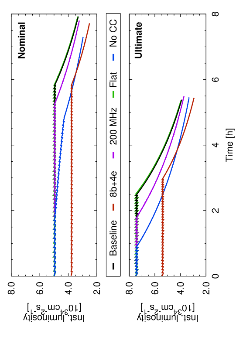 Nominal
Inst. luminosity
[10³⁴ cm⁻² s⁻¹]
8.0
6.0
4.0
2.0
Baseline
8b+4e
200 MHz
Flat
No CC
Ultimate
Inst. luminosity
[10³⁴ cm⁻² s⁻¹]
8.0
6.0
4.0
2.0
0 2 4 6 8
Time [h]